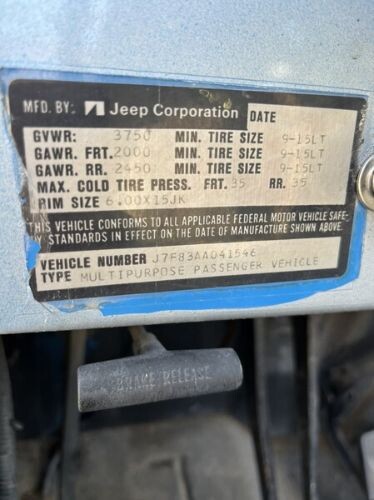 MFD. BY: Jeep Corporation DATE
GVWR: 3750 MIN. TIRE SIZE 9-15LT
GAWR. FRT. 2000 MIN. TIRE SIZE 9-15LT
GAWR. RR. 2450 MIN. TIRE SIZE 9-15LT
MAX. COLD TIRE PRESS. FRT. 35 RR. 35
RIM SIZE 6.00X15JK
THIS VEHICLE CONFORMS TO ALL APPLICABLE FEDERAL MOTOR VEHICLE SAFE-
TY STANDARDS IN EFFECT ON THE DATE OF MANUFACTURE SHOWN ABOVE.
VEHICLE NUMBER J7F83AA041546
TYPE MULTIPURPOSE PASSENGER VEHICLE
BRAKE RELEASE